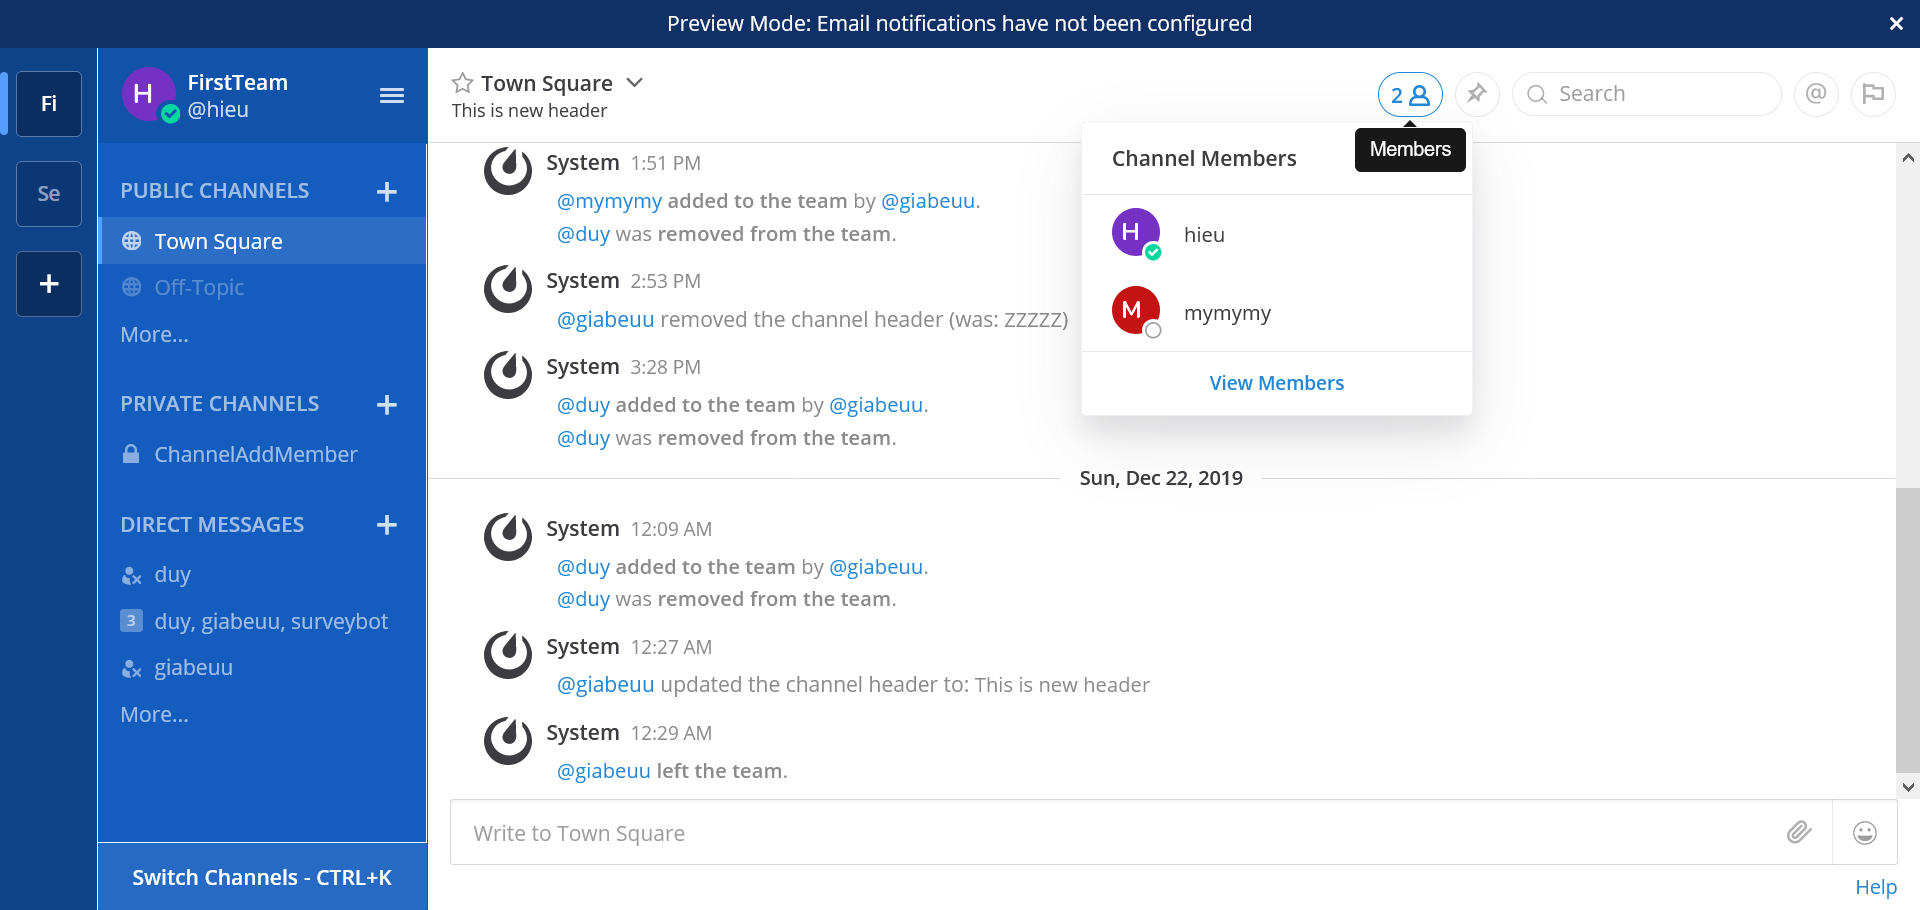 Preview Mode: Email notifications have not been configured
Fi
Se
H
FirstTeam
@hieu
PUBLIC CHANNELS
Town Square
Off-Topic
More...
PRIVATE CHANNELS
ChannelAddMember
DIRECT MESSAGES
duy
3 duy, giabeuu, surveybot
giabeuu
More...
Switch Channels - CTRL+K
Town Square
This is new header
2
Search
@
Members
Channel Members
H hieu
M mymymy
View Members
System 1:51 PM
@mymymy added to the team by @giabeuu.
@duy was removed from the team.
System 2:53 PM
@giabeuu removed the channel header (was: ZZZZZ)
System 3:28 PM
@duy added to the team by @giabeuu.
@duy was removed from the team.
Sun, Dec 22, 2019
System 12:09 AM
@duy added to the team by @giabeuu.
@duy was removed from the team.
System 12:27 AM
@giabeuu updated the channel header to: This is new header
System 12:29 AM
@giabeuu left the team.
Write to Town Square
Help